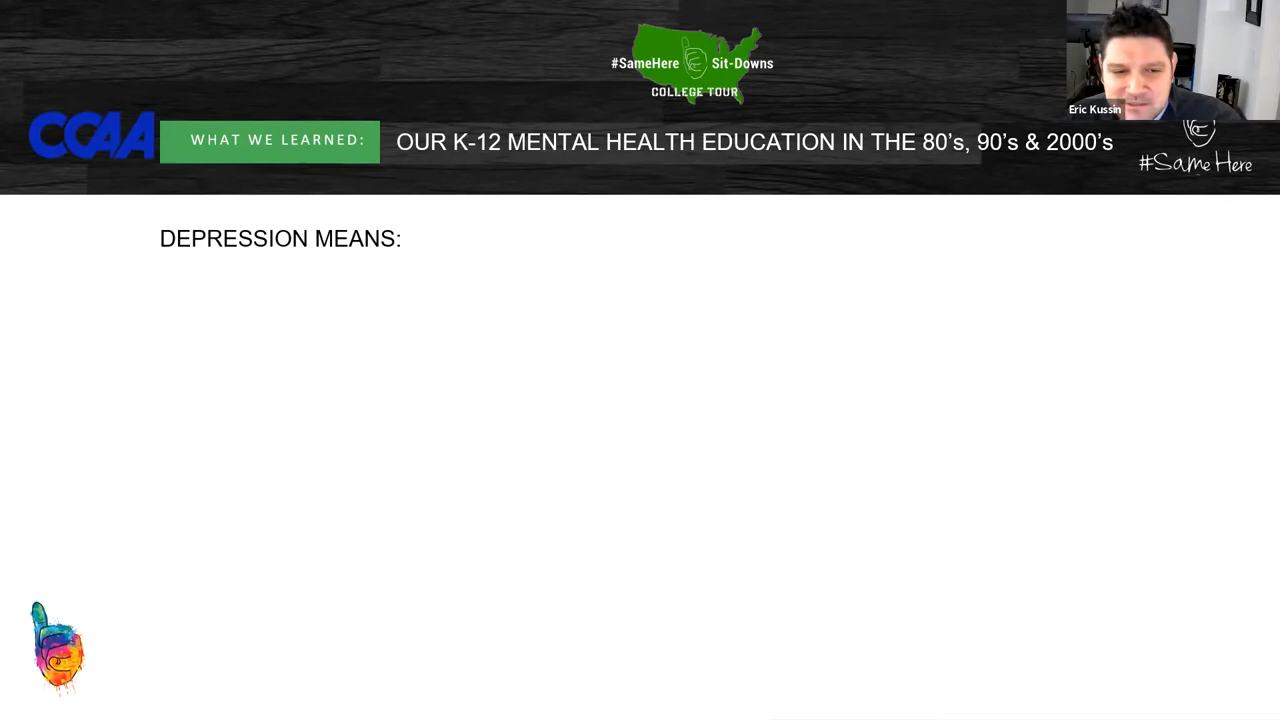 #SameHere Sit-Downs
COLLEGE TOUR
Eric Kussin
CCAA
WHAT WE LEARNED:
OUR K-12 MENTAL HEALTH EDUCATION IN THE 80’s, 90’s & 2000’s
#SameHere
DEPRESSION MEANS: